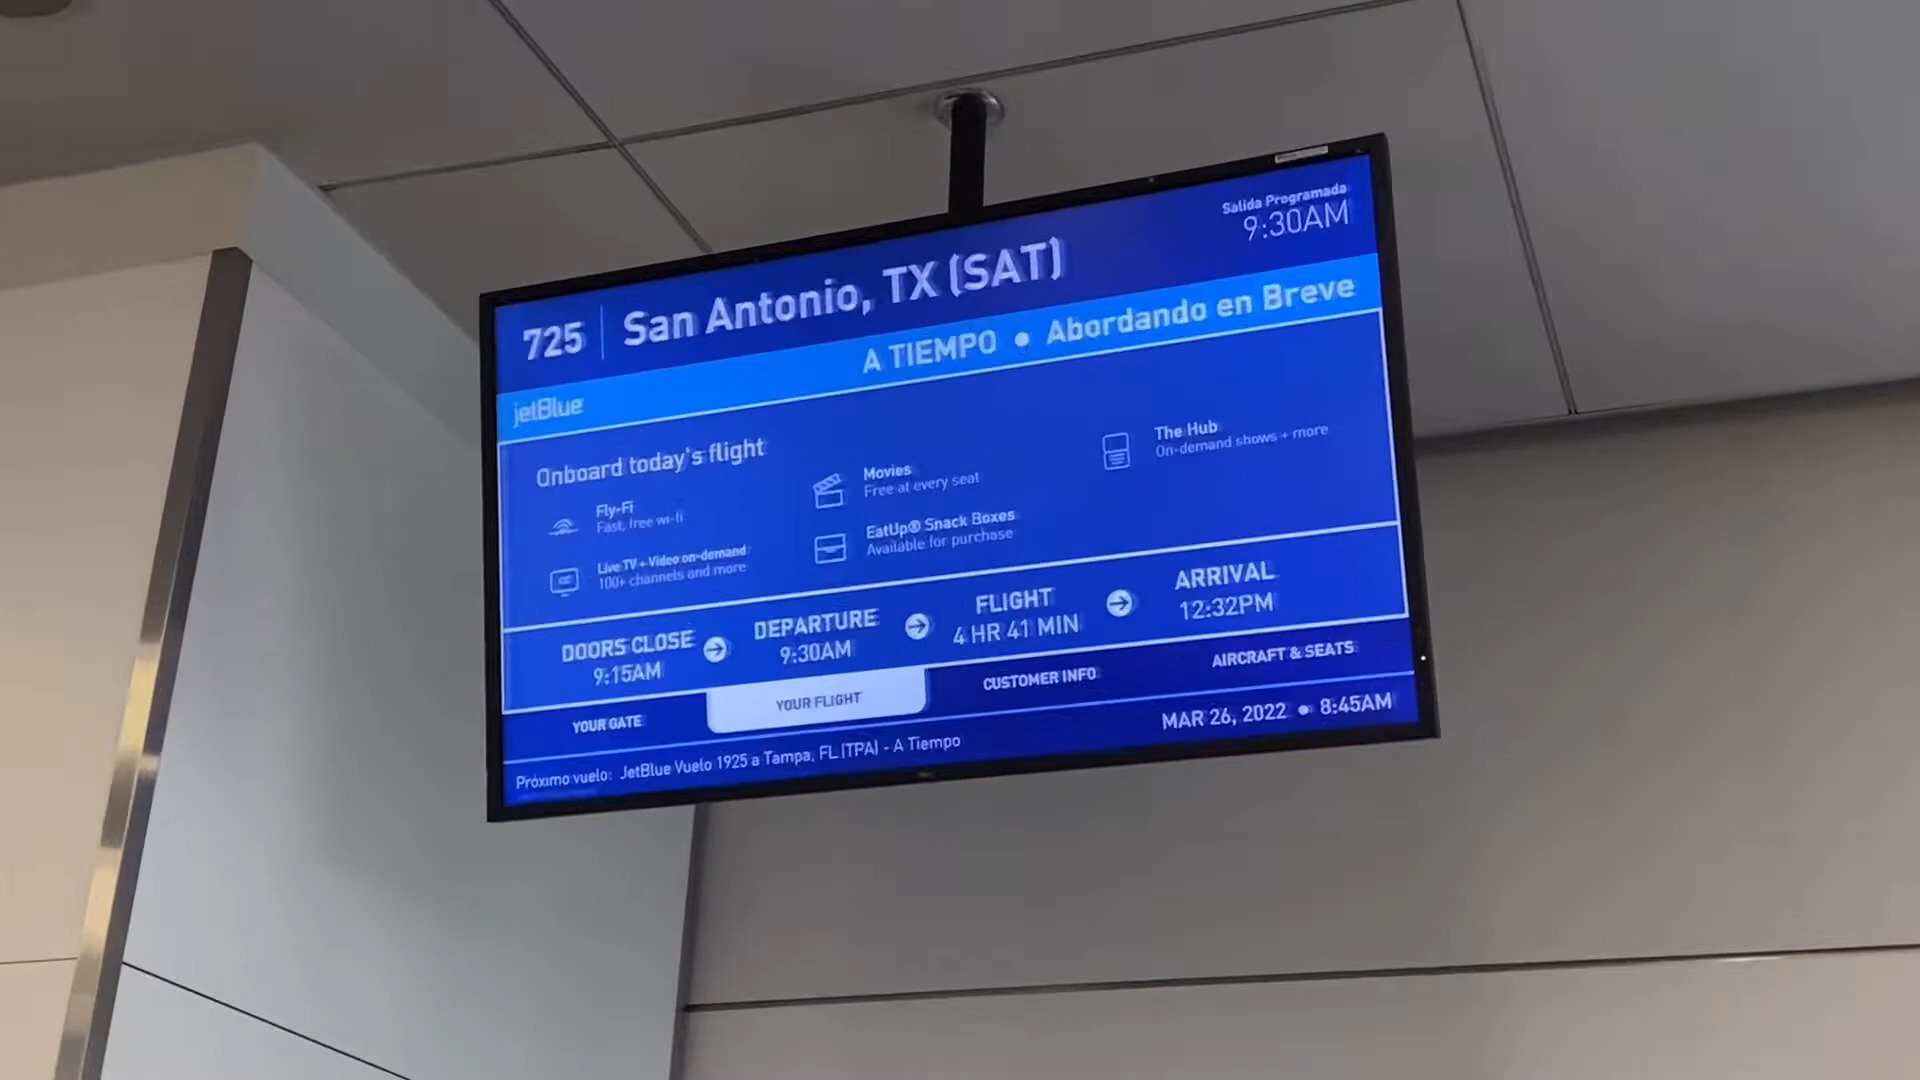 Salida Programada
9:30AM
725 San Antonio, TX (SAT)
A TIEMPO • Abordando en Breve
jetBlue
Onboard today's flight
Fly-Fi
Fast, free wi-fi
Live TV + Video on-demand
100+ channels and more
Movies
Free at every seat
EatUp® Snack Boxes
Available for purchase
The Hub
On-demand shows + more
DOORS CLOSE
9:15AM
DEPARTURE
9:30AM
FLIGHT
4 HR 41 MIN
ARRIVAL
12:32PM
YOUR GATE
YOUR FLIGHT
CUSTOMER INFO
AIRCRAFT & SEATS
MAR 26, 2022 • 8:45AM
Próximo vuelo: JetBlue Vuelo 1925 a Tampa, FL (TPA) - A Tiempo